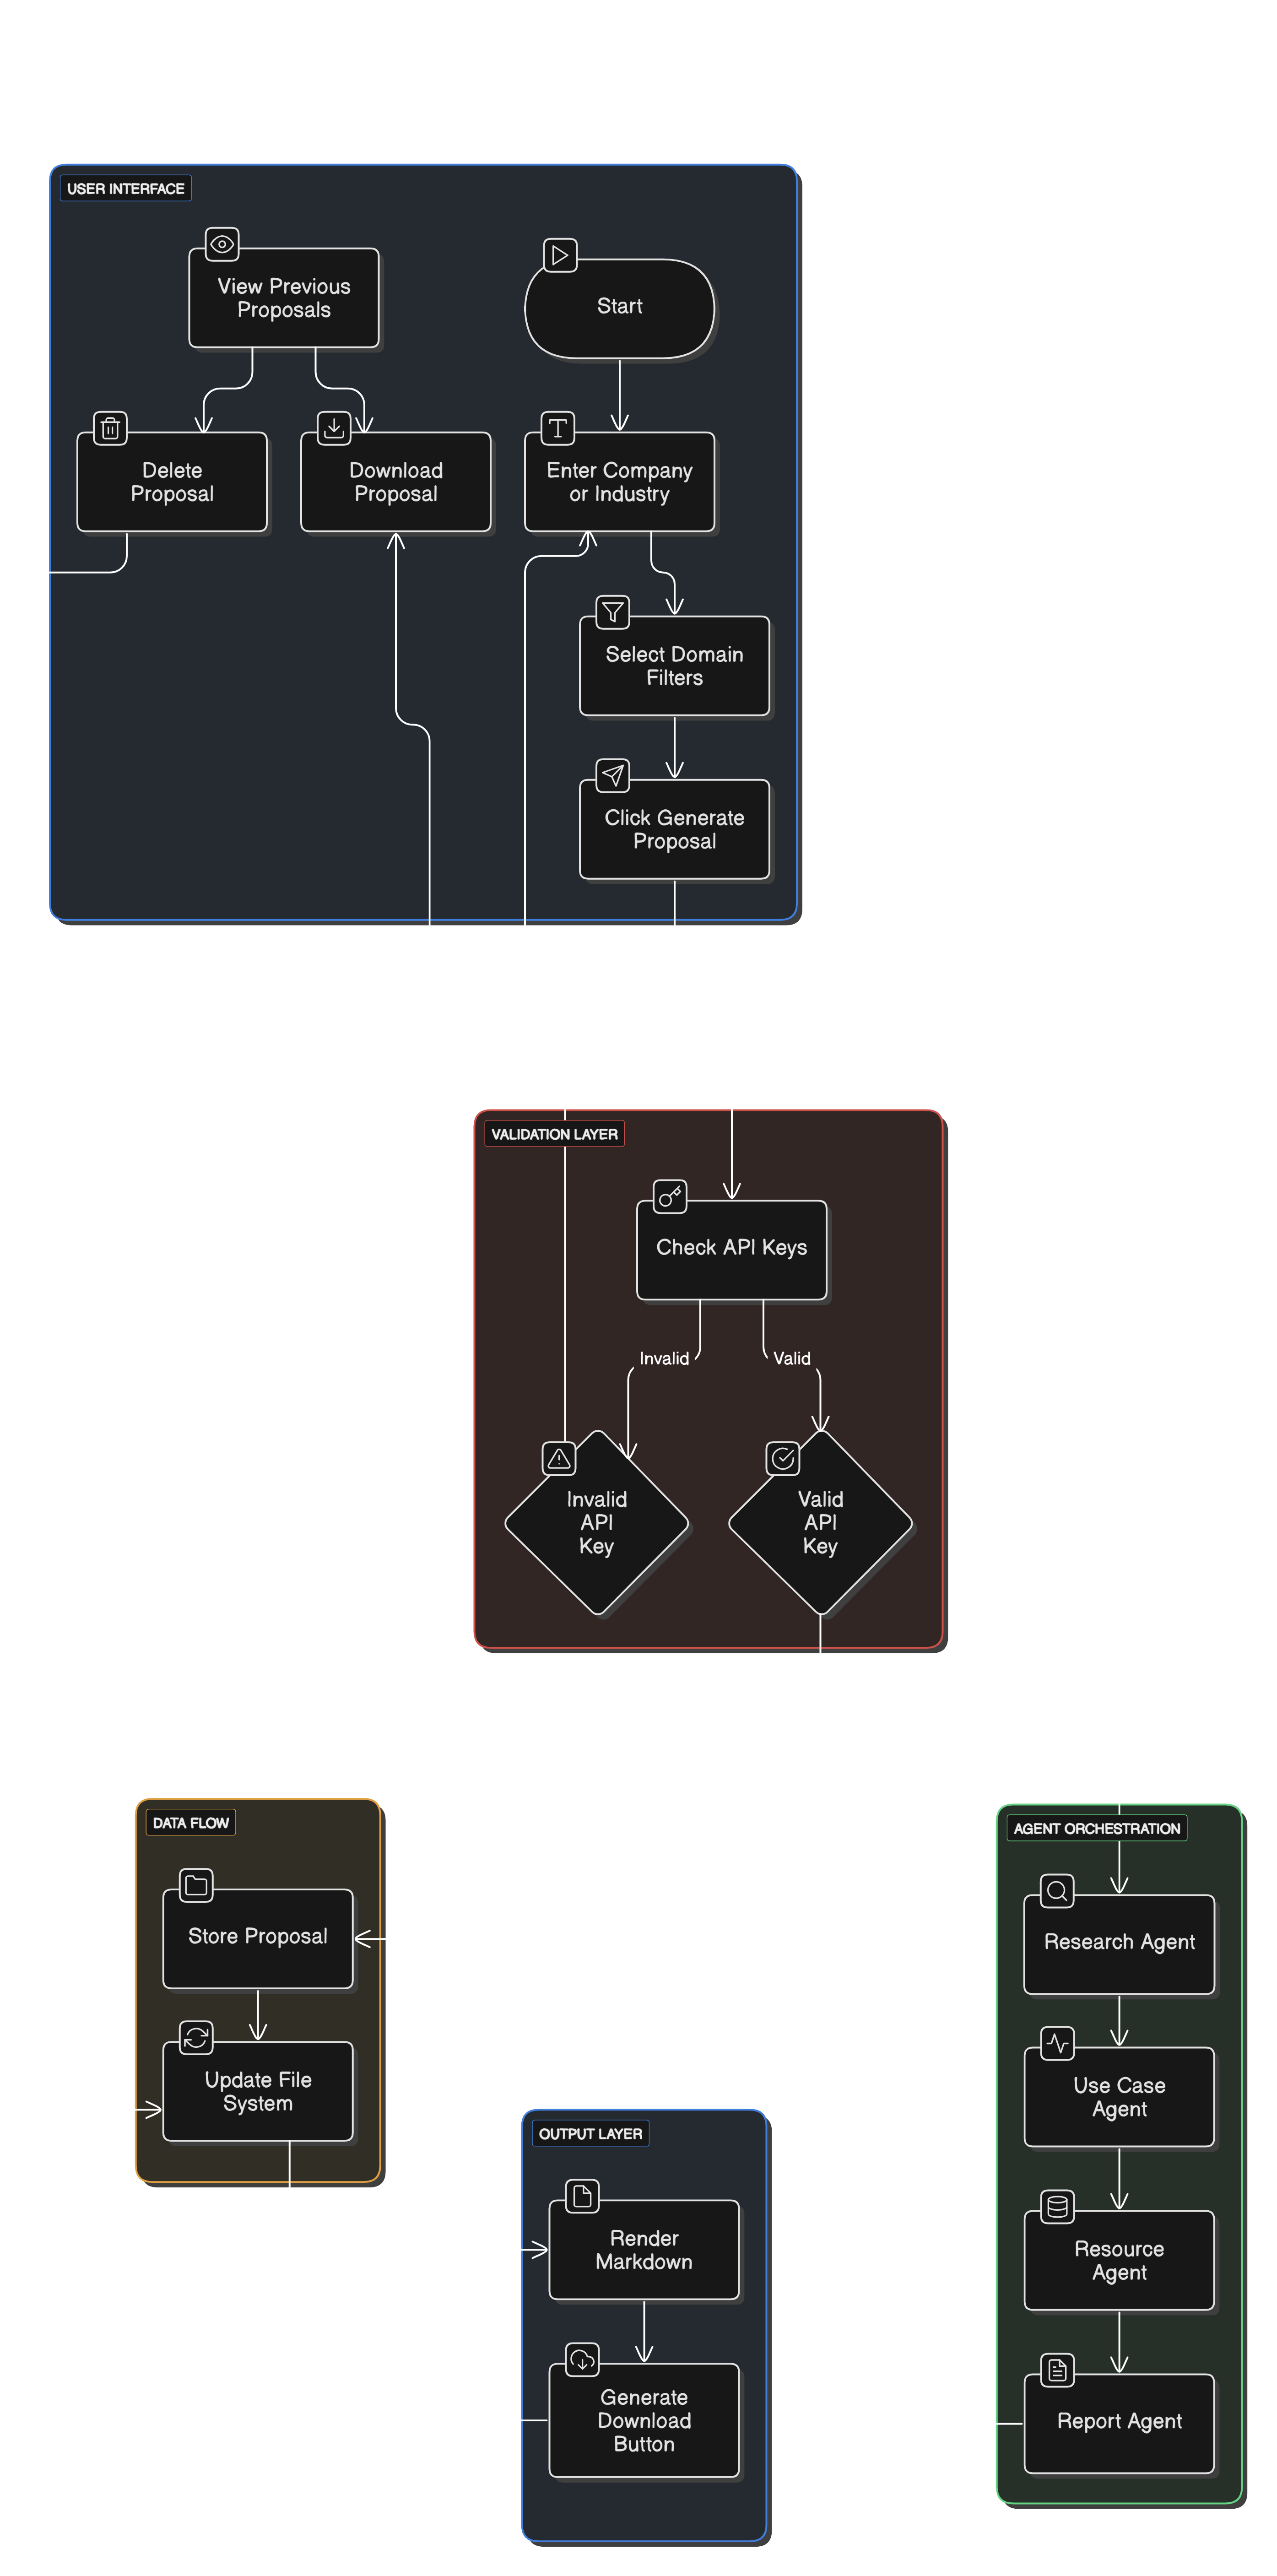 USER INTERFACE
View Previous
Proposals
Start
Delete
Proposal
Download
Proposal
Enter Company
or Industry
Select Domain
Filters
Click Generate
Proposal
VALIDATION LAYER
Check API Keys
Invalid
Valid
Invalid
API
Key
Valid
API
Key
DATA FLOW
Store Proposal
Update File
System
OUTPUT LAYER
Render
Markdown
Generate
Download
Button
AGENT ORCHESTRATION
Research Agent
Use Case
Agent
Resource
Agent
Report Agent